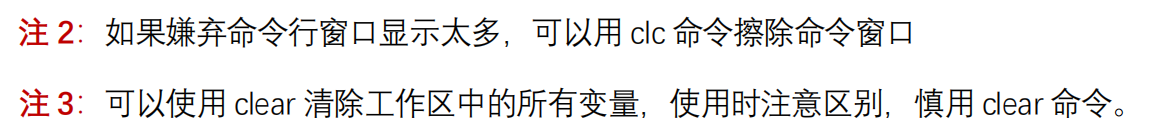 注 2：如果嫌弃命令行窗口显示太多，可以用 clc 命令擦除命令窗口
注 3：可以使用 clear 清除工作区中的所有变量，使用时注意区别，慎用 clear 命令。